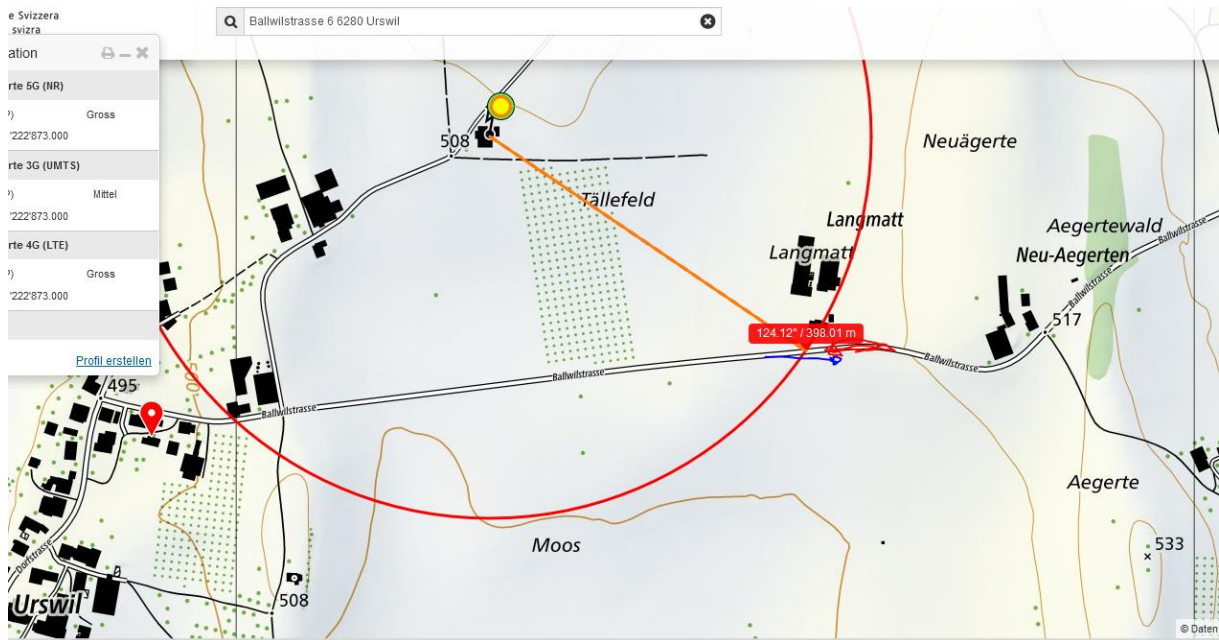 e Svizzera
svizra
Ballwilstrasse 6 6280 Urswil
ation
rte 5G (NR)
P) Gross
'222'873.000
rte 3G (UMTS)
P) Mittel
'222'873.000
rte 4G (LTE)
P) Gross
'222'873.000
Profil erstellen
508
Neuägerte
Tällefeld
Langmatt
Aegertewald
Ballwilstrasse
Langmatt
Neu-Aegerten
Ballwilstrasse
517
124.12° / 398.01 m
Ballwilstrasse
500
495
Ballwilstrasse
Ballwilstrasse
Aegerte
Moos
533
Dorfstrasse
Urswil
508
© Daten